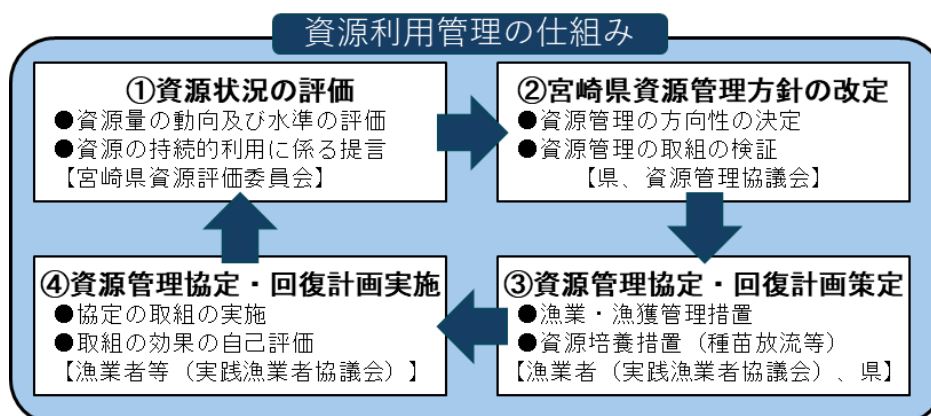 資源利用管理の仕組み
①資源状況の評価
●資源量の動向及び水準の評価
●資源の持続的利用に係る提言
【宮崎県資源評価委員会】
②宮崎県資源管理方針の改定
●資源管理の方向性の決定
●資源管理の取組の検証
【県、資源管理協議会】
③資源管理協定・回復計画策定
●漁業・漁獲管理措置
●資源培養措置（種苗放流等）
【漁業者（実践漁業者協議会）、県】
④資源管理協定・回復計画実施
●協定の取組の実施
●取組の効果の自己評価
【漁業者等（実践漁業者協議会）】